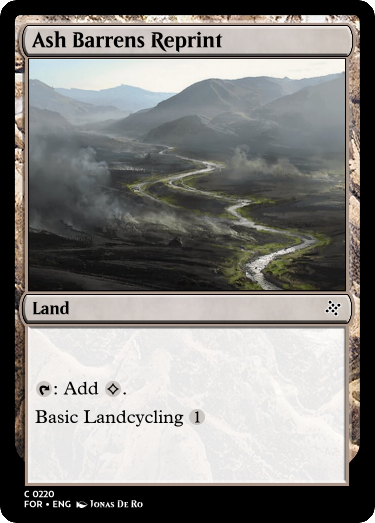 Ash Barrens Reprint
Land
: Add .
Basic Landcycling 1
C 0220
FOR • ENG Jonas De Ro